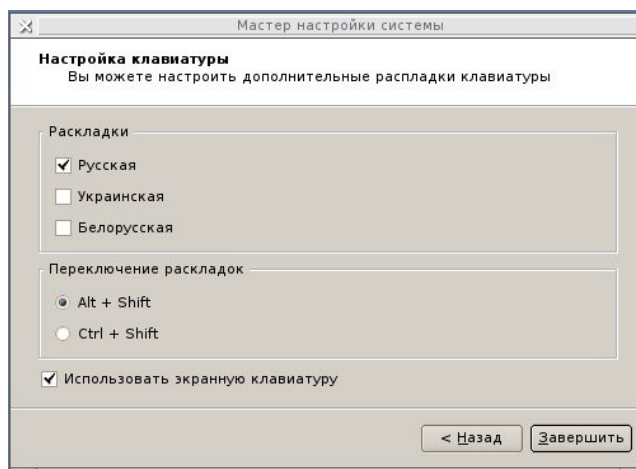 Мастер настройки системы
Настройка клавиатуры
Вы можете настроить дополнительные распладки клавиатуры
Раскладки
Русская
Украинская
Белорусская
Переключение раскладок
Alt + Shift
Ctrl + Shift
Использовать экранную клавиатуру
< Назад Завершить